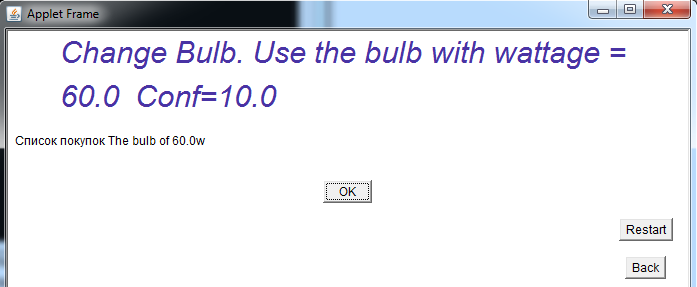 Applet Frame
Change Bulb. Use the bulb with wattage =
60.0 Conf=10.0
Список покупок The bulb of 60.0w
OK
Restart
Back